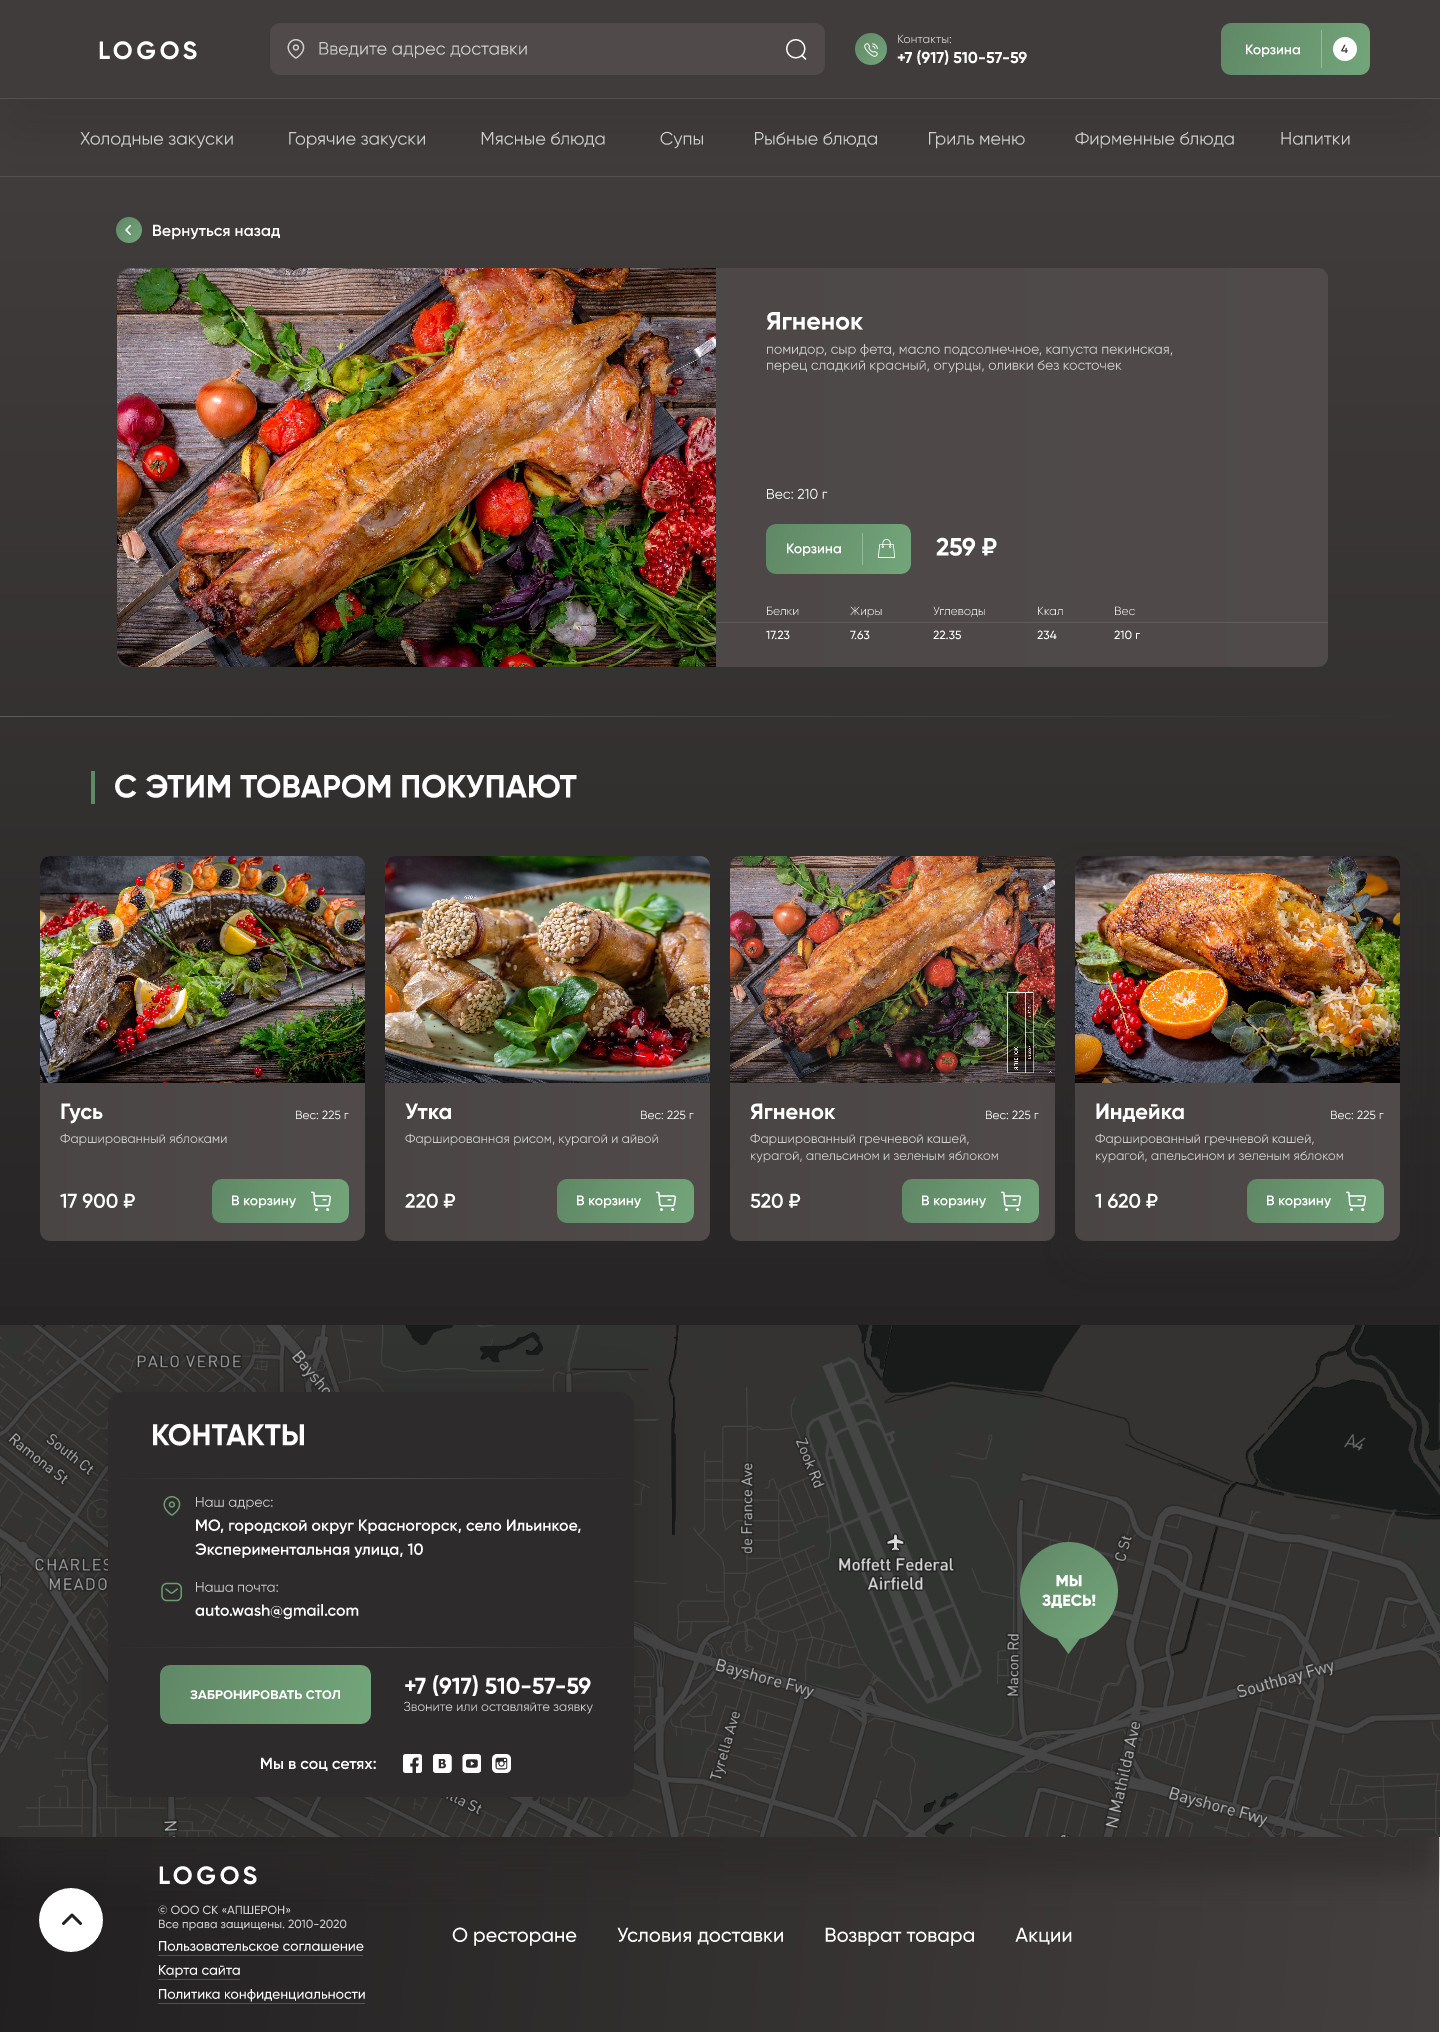 LOGOS
Введите адрес доставки
Контакты:
+7 (917) 510-57-59
Корзина
4
Холодные закуски
Горячие закуски
Мясные блюда
Супы
Рыбные блюда
Гриль меню
Фирменные блюда
Напитки
Вернуться назад
Ягненок
помидор, сыр фета, масло подсолнечное, капуста пекинская,
перец сладкий красный, огурцы, оливки без косточек
Вес: 210 г
Корзина
259 ₽
Белки Жиры Углеводы Ккал Вес
17.23 7.63 22.35 234 210 г
С ЭТИМ ТОВАРОМ ПОКУПАЮТ
Гусь
Вес: 225 г
Фаршированный яблоками
17 900 ₽
В корзину
Утка
Вес: 225 г
Фаршированная рисом, курагой и айвой
220 ₽
В корзину
Ягненок
Вес: 225 г
Фаршированный гречневой кашей,
курагой, апельсином и зеленым яблоком
520 ₽
В корзину
Индейка
Вес: 225 г
Фаршированный гречневой кашей,
курагой, апельсином и зеленым яблоком
1 620 ₽
В корзину
PALO VERDE
Baysho
South Ct
Ramona St
CHARLES
MEADO
КОНТАКТЫ
Наш адрес:
МО, городской округ Красногорск, село Ильинкое,
Экспериментальная улица, 10
Наша почта:
auto.wash@gmail.com
ЗАБРОНИРОВАТЬ СТОЛ
+7 (917) 510-57-59
Звоните или оставляйте заявку
Мы в соц сетях:
B
lla St
N
Zook Rd
de France Ave
Moffett Federal
Airfield
A4
C St
МЫ
ЗДЕСЬ!
Macon Rd
Bayshore Fwy
Southbay Fwy
Tyrella Ave
N Mathilda Ave
Bayshore Fwy
LOGOS
© ООО СК «АПШЕРОН»
Все права защищены. 2010-2020
Пользовательское соглашение
Карта сайта
Политика конфиденциальности
О ресторане
Условия доставки
Возврат товара
Акции